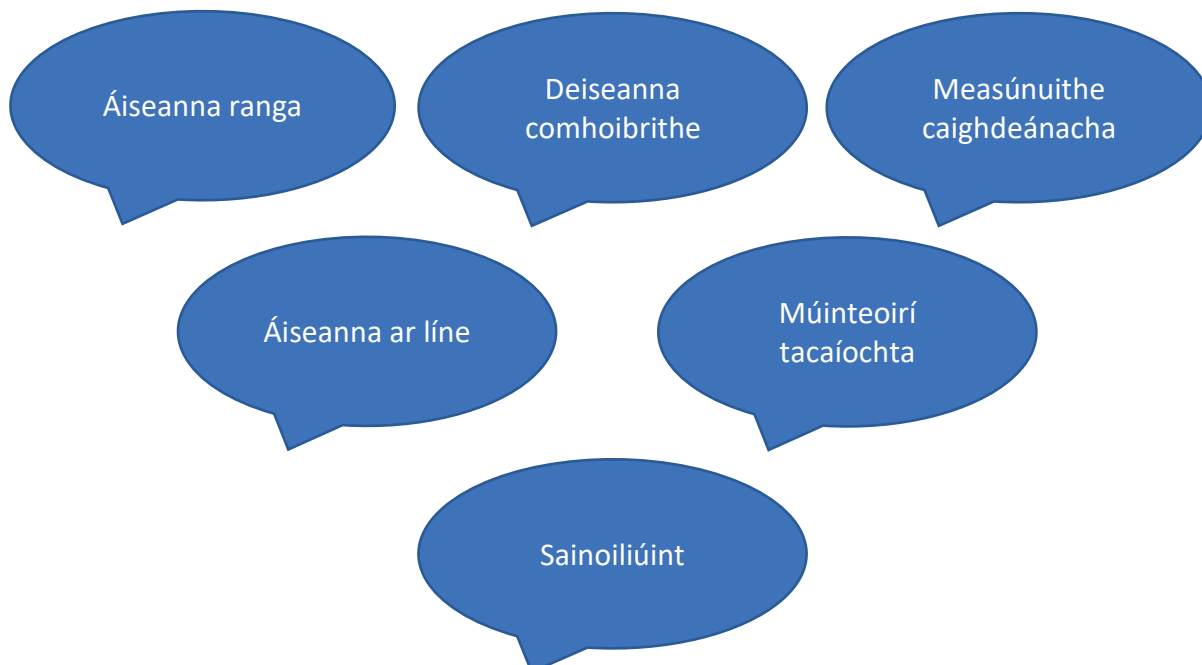 Áiseanna ranga
Deiseanna
comhoibrithe
Measúnuithe
caighdeánacha
Áiseanna ar líne
Múinteoirí
tacaíochta
Sainoiliúint